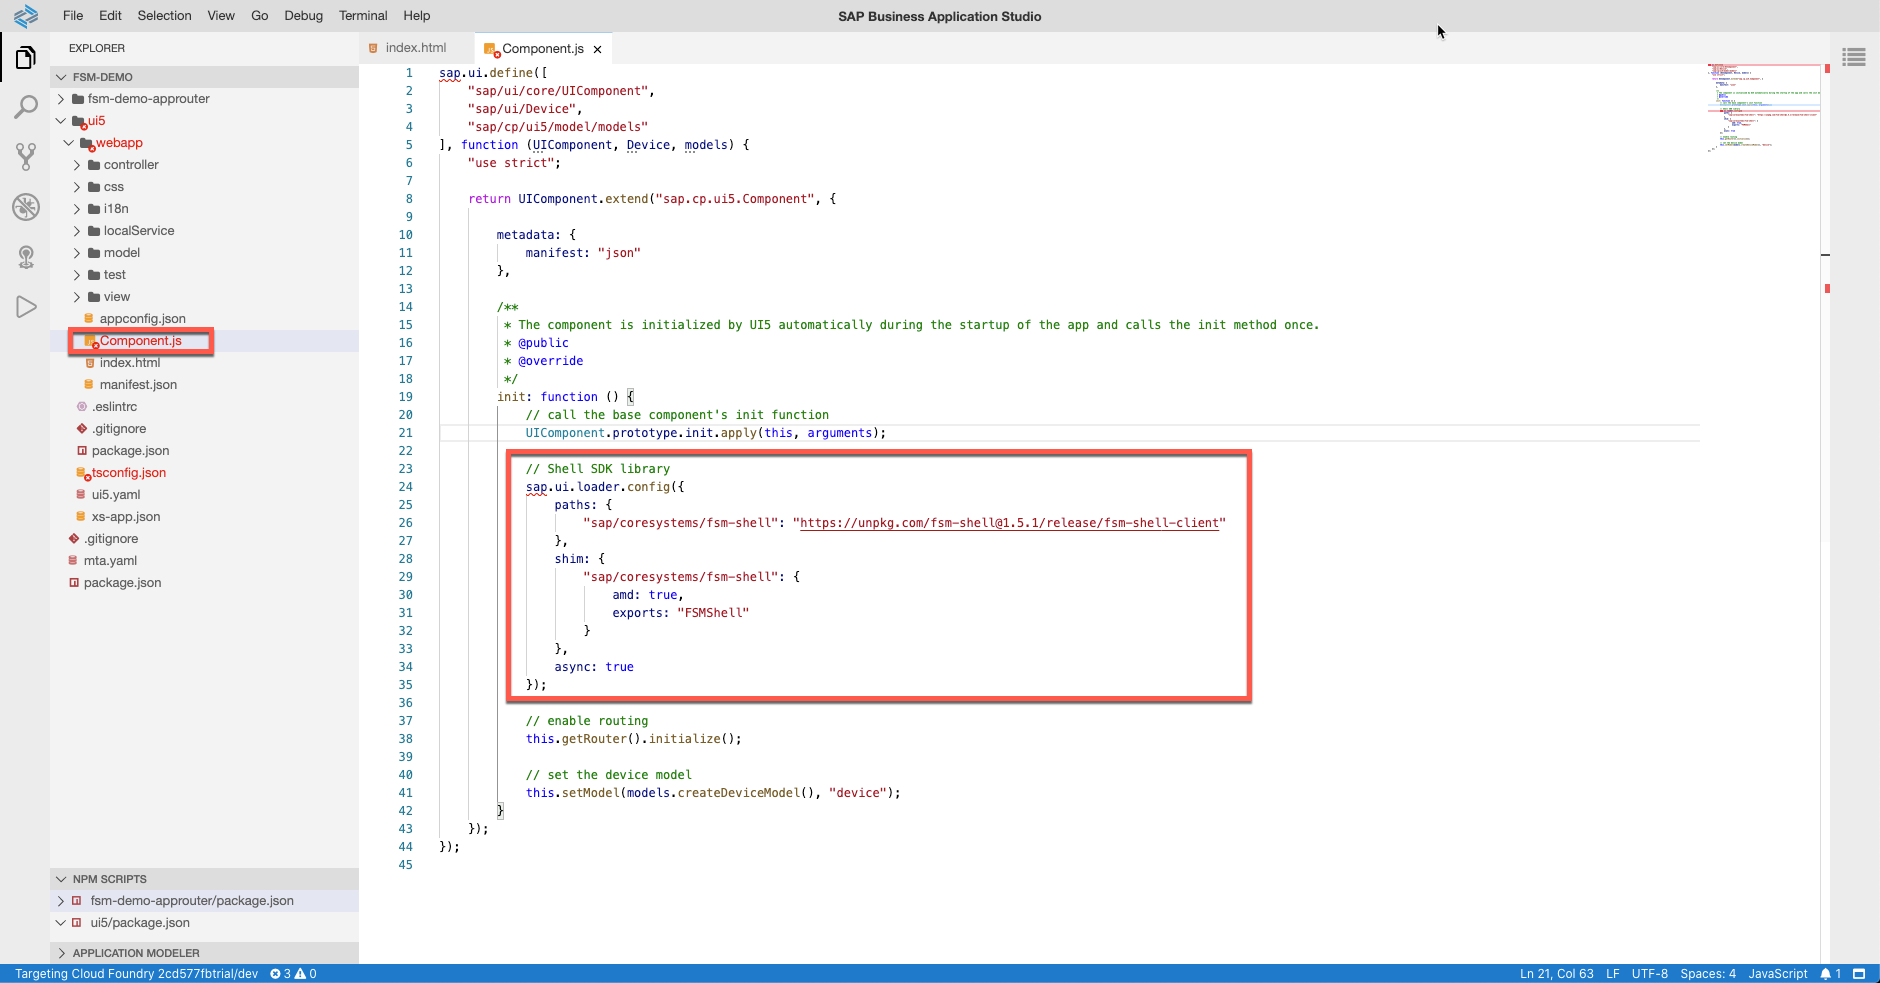 File Edit Selection View Go Debug Terminal Help
SAP Business Application Studio
EXPLORER
FSM-DEMO
fsm-demo-approuter
ui5
webapp
controller
css
i18n
localService
model
test
view
appconfig.json
Component.js
index.html
manifest.json
.eslintrc
.gitignore
package.json
tsconfig.json
ui5.yaml
xs-app.json
.gitignore
mta.yaml
package.json
NPM SCRIPTS
fsm-demo-approuter/package.json
ui5/package.json
APPLICATION MODELER
index.html
Component.js
1 sap.ui.define([
2 "sap/ui/core/UIComponent",
3 "sap/ui/Device",
4 "sap/cp/ui5/model/models"
5 ], function (UIComponent, Device, models) {
6 "use strict";
7
8 return UIComponent.extend("sap.cp.ui5.Component", {
9
10 metadata: {
11 manifest: "json"
12 },
13
14 /**
15 * The component is initialized by UI5 automatically during the startup of the app and calls the init method once.
16 * @public
17 * @override
18 */
19 init: function () {
20 // call the base component's init function
21 UIComponent.prototype.init.apply(this, arguments);
22
23 // Shell SDK library
24 sap.ui.loader.config({
25 paths: {
26 "sap/coresystems/fsm-shell": "https://unpkg.com/fsm-shell@1.5.1/release/fsm-shell-client"
27 },
28 shim: {
29 "sap/coresystems/fsm-shell": {
30 amd: true,
31 exports: "FSMShell"
32 }
33 },
34 async: true
35 });
36
37 // enable routing
38 this.getRouter().initialize();
39
40 // set the device model
41 this.setModel(models.createDeviceModel(), "device");
42 }
43 });
44 });
45
Targeting Cloud Foundry 2cd577fbtrial/dev 3 0
Ln 21, Col 63 LF UTF-8 Spaces: 4 JavaScript 1